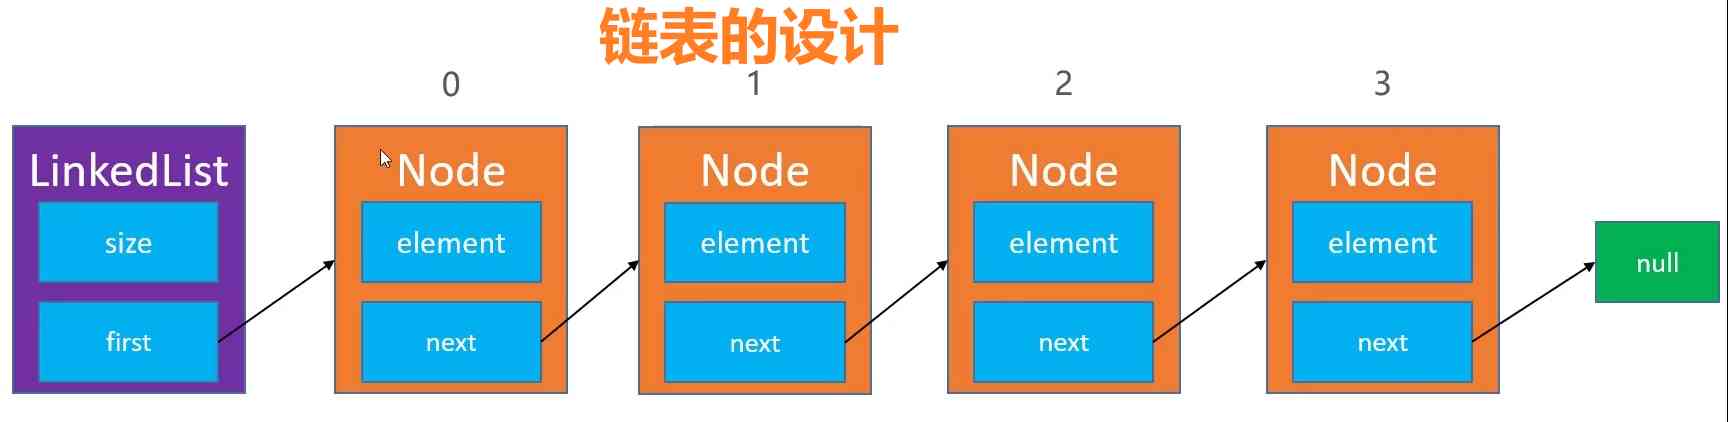 链表的设计
0 1 2 3
LinkedList Node Node Node Node
size element element element element
null
first next next next next